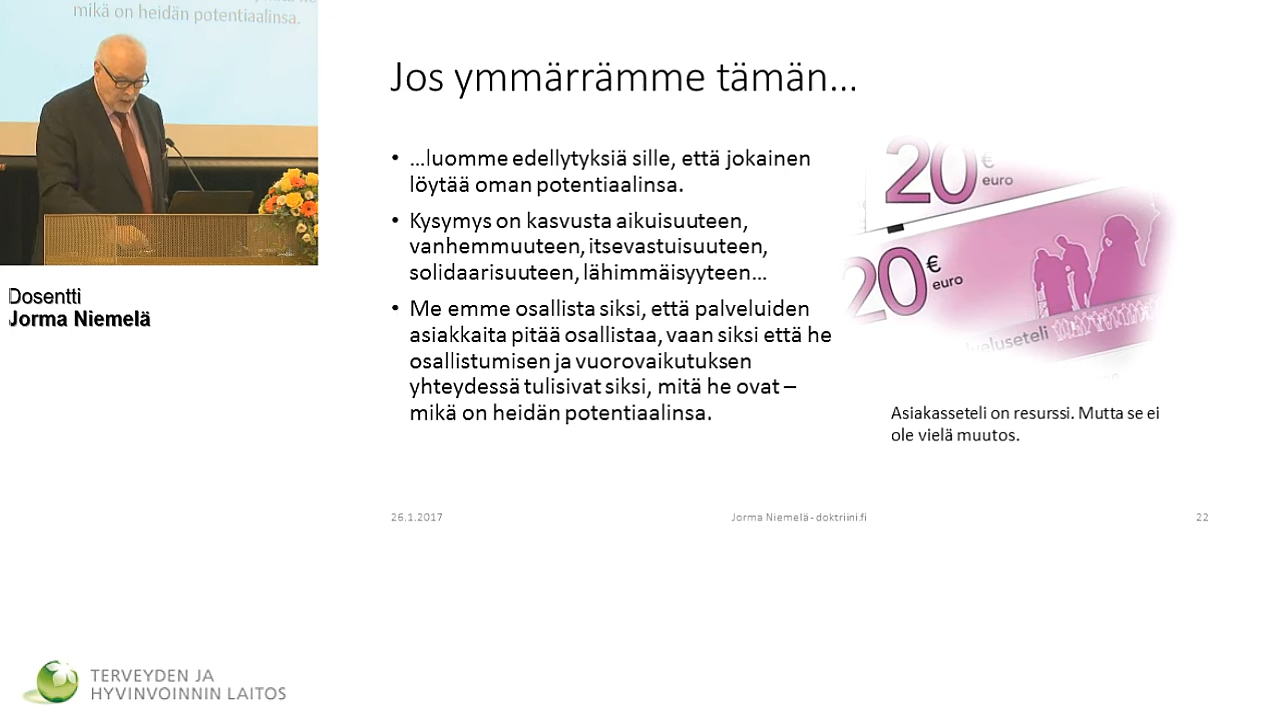 mikä on heidän potentiaalinsa.
Dosentti
Jorma Niemelä
Jos ymmärrämme tämän...
• ...luomme edellytyksiä sille, että jokainen
löytää oman potentiaalinsa.
• Kysymys on kasvusta aikuisuuteen,
vanhemmuuteen, itsevastuisuuteen,
solidaarisuuteen, lähimmäisyyteen...
• Me emme osallista siksi, että palveluiden
asiakkaita pitää osallistaa, vaan siksi että he
osallistumisen ja vuorovaikutuksen
yhteydessä tulisivat siksi, mitä he ovat –
mikä on heidän potentiaalinsa.
20 €
euro
20 €
euro
Asiakasseteli on resurssi. Mutta se ei
ole vielä muutos.
26.1.2017
Jorma Niemelä - doktriini.fi
22
TERVEYDEN JA
HYVINVOINNIN LAITOS